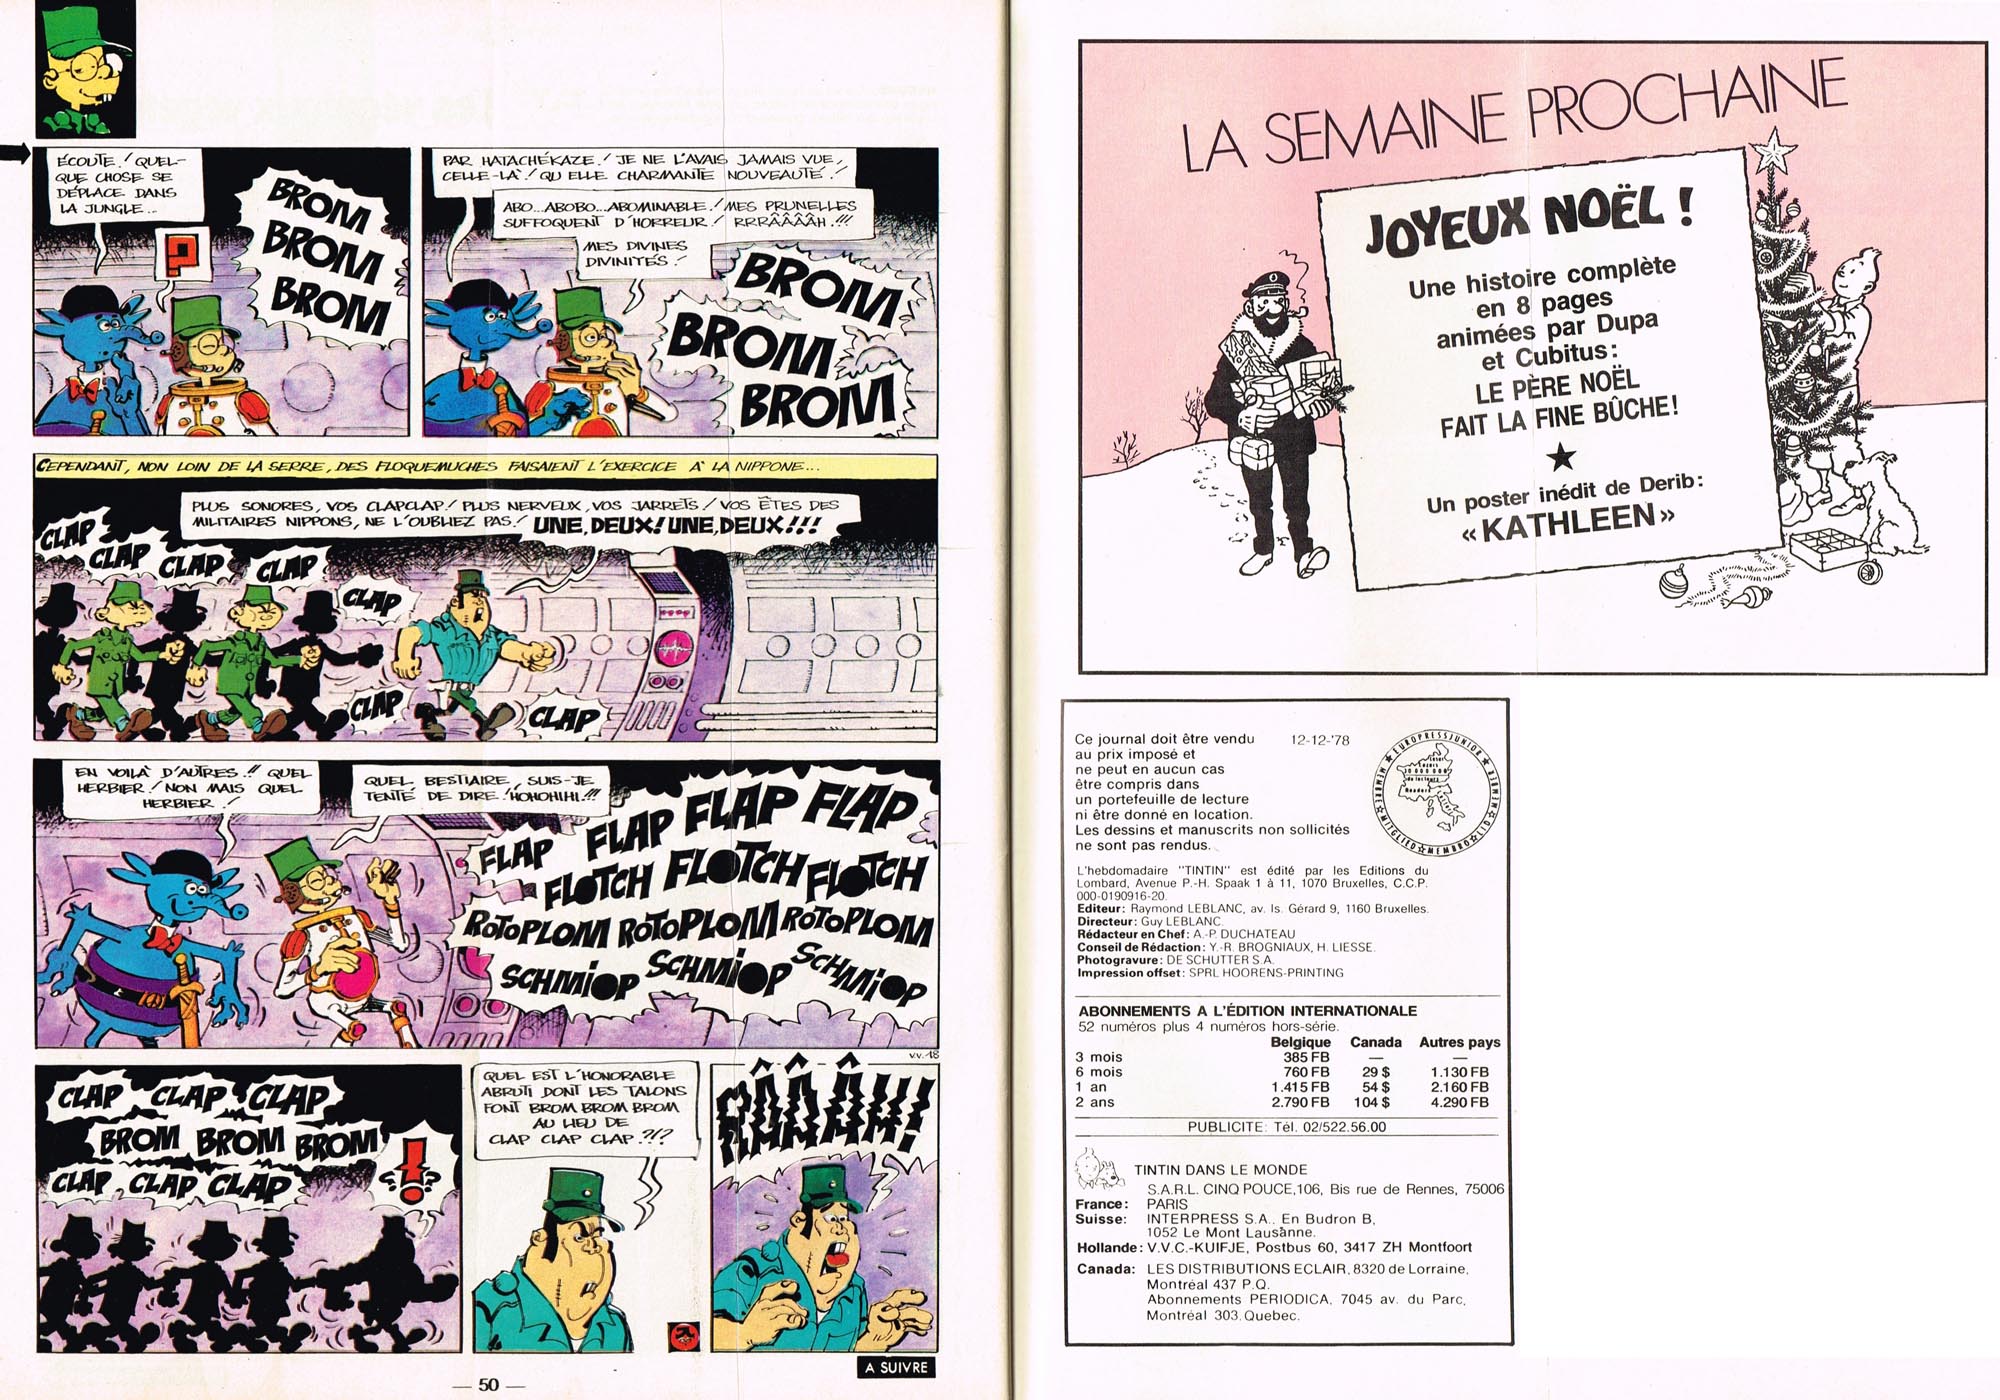 ÉCOUTE! QUEL-
QUE CHOSE SE
DÉPLACE DANS
LA JUNGLE...
?
BROM
BROM
BROM
PAR HATACHÉKAZE! JE NE L'AVAIS JAMAIS VUE,
CELLE-LÀ! QU ELLE CHARMANTE NOUVEAUTÉ!
ABO...ABOBO...ABOMINABLE! MES PRUNELLES
SUFFOQUENT D'HORREUR! RRRÂÂÂÂH!!!
MES DIVINES
DIVINITÉS!
BROM
BROM
BROM
CEPENDANT, NON LOIN DE LA SERRE, DES FLOQUEMUCHES FAISAIENT L'EXERCICE À LA NIPPONE...
PLUS SONORES, VOS CLAPCLAP! PLUS NERVEUX, VOS JARRETS! VOS ÊTES DES
MILITAIRES NIPPONS, NE L'OUBLIEZ PAS! UNE, DEUX! UNE, DEUX!!!
CLAP
CLAP CLAP CLAP
CLAP
CLAP
CLAP
EN VOILÀ D'AUTRES!! QUEL
HERBIER! NON MAIS QUEL
HERBIER!
QUEL BESTIAIRE, SUIS-JE
TENTÉ DE DIRE! HOHOHIHI!!!
FLAP FLAP FLAP FLAP
FLOTCH FLOTCH FLOTCH
ROTOPLOM ROTOPLOM ROTOPLOM
SCHMIOP SCHMIOP SCHMIOP
V.V. 18
CLAP CLAP CLAP
BROM BROM BROM
CLAP CLAP CLAP
?!?
QUEL EST L'HONORABLE
ABRUTI DONT LES TALONS
FONT BROM BROM BROM
AU LIEU DE
CLAP CLAP CLAP ?!?
RÂÂÂH!
A SUIVRE
— 50 —
LA SEMAINE PROCHAINE
JOYEUX NOËL !
Une histoire complète
en 8 pages
animées par Dupa
et Cubitus :
LE PÈRE NOËL
FAIT LA FINE BÛCHE !
Un poster inédit de Derib :
« KATHLEEN »
Ce journal doit être vendu 12-12-'78
au prix imposé et
ne peut en aucun cas
être compris dans
un portefeuille de lecture
ni être donné en location.
Les dessins et manuscrits non sollicités
ne sont pas rendus.
EUROPRESSJUNIOR
MEMBRE MITGLIED MEMBRO LID MEMBER
10 000 000
L'hebdomadaire "TINTIN" est édité par les Editions du
Lombard, Avenue P.-H. Spaak 1 à 11, 1070 Bruxelles, C.C.P.
000-0190916-20.
Editeur : Raymond LEBLANC, av. Is. Gérard 9, 1160 Bruxelles.
Directeur : Guy LEBLANC.
Rédacteur en Chef : A.-P. DUCHATEAU
Conseil de Rédaction : Y.-R. BROGNIAUX, H. LIESSE.
Photogravure : DE SCHUTTER S.A.
Impression offset : SPRL HOORENS-PRINTING
ABONNEMENTS A L'ÉDITION INTERNATIONALE
52 numéros plus 4 numéros hors-série.
Belgique Canada Autres pays
3 mois 385 FB — —
6 mois 760 FB 29 $ 1.130 FB
1 an 1.415 FB 54 $ 2.160 FB
2 ans 2.790 FB 104 $ 4.290 FB
PUBLICITE: Tél. 02/522.56.00
TINTIN DANS LE MONDE
S.A.R.L. CINQ POUCE, 106, Bis rue de Rennes, 75006
France : PARIS
Suisse : INTERPRESS S.A.. En Budron B,
1052 Le Mont Lausanne.
Hollande : V.V.C.-KUIFJE, Postbus 60, 3417 ZH Montfoort
Canada: LES DISTRIBUTIONS ECLAIR, 8320 de Lorraine,
Montréal 437 P.Q.
Abonnements PERIODICA, 7045 av. du Parc,
Montréal 303. Quebec.